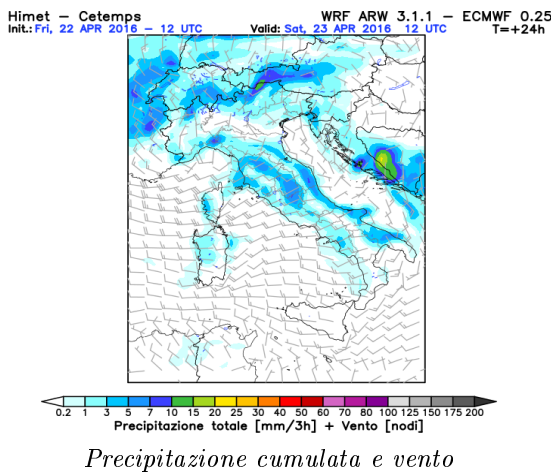 Himet – Cetemps WRF ARW 3.1.1 – ECMWF 0.25
Init.: Fri, 22 APR 2016 – 12 UTC Valid: Sat, 23 APR 2016 12 UTC T=+24h
0.2 1 3 5 7 10 15 20 25 30 40 50 60 70 80 100 125 150 175 200
Precipitazione totale [mm/3h] + Vento [nodi]
Precipitazione cumulata e vento